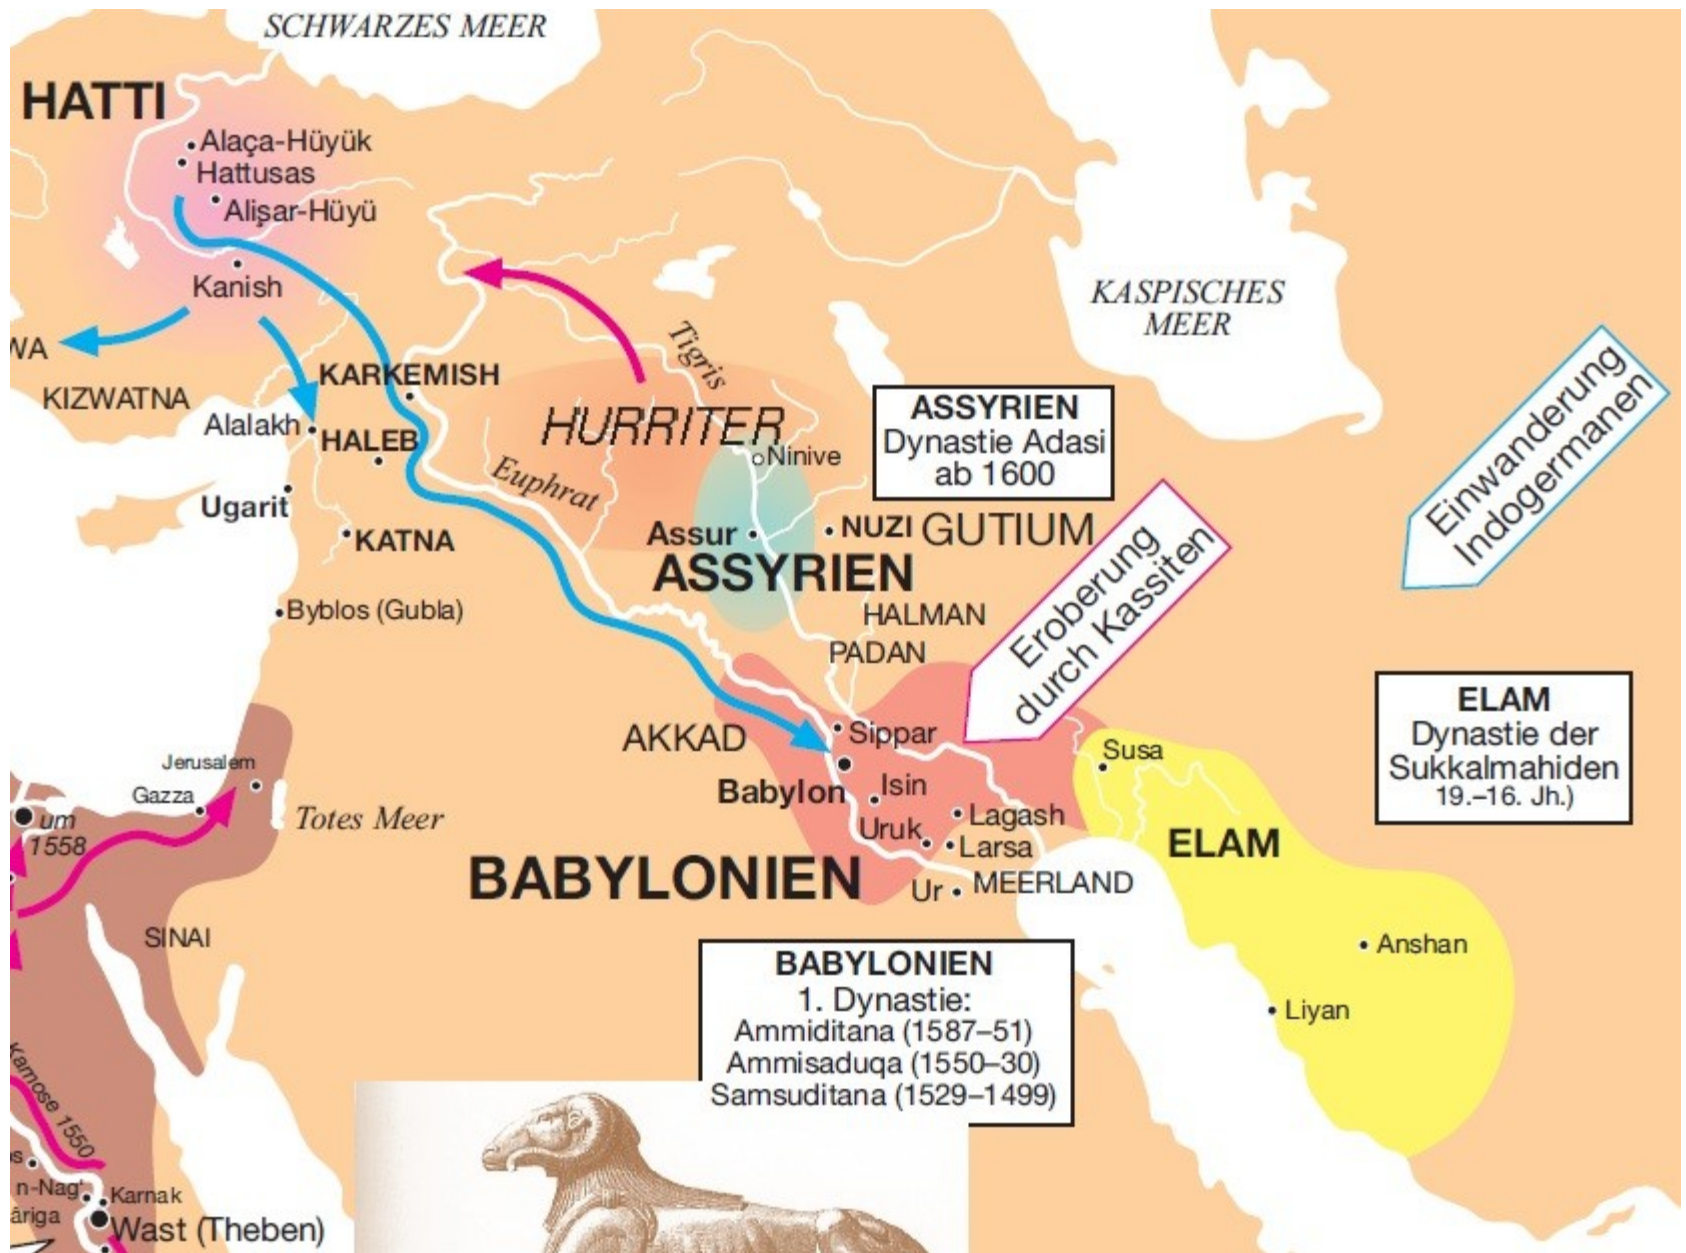 SCHWARZES MEER
HATTI
Alaça-Hüyük
Hattusas
Alişar-Hüyü
Kanish
WA
KIZWATNA
KARKEMISH
Alalakh
HALEB
Ugarit
KATNA
Byblos (Gubla)
Tigris
HURRITER
Euphrat
Ninive
Assur
NUZI
GUTIUM
ASSYRIEN
HALMAN
PADAN
KASPISCHES
MEER
ASSYRIEN
Dynastie Adasi
ab 1600
Einwanderung
Indogermanen
Eroberung
durch Kassiten
ELAM
Dynastie der
Sukkalmahiden
19.–16. Jh.)
AKKAD
Sippar
Babylon
Isin
Lagash
Uruk
Larsa
Ur
MEERLAND
BABYLONIEN
Susa
ELAM
Anshan
Liyan
Jerusalem
Gazza
Totes Meer
um
1558
SINAI
BABYLONIEN
1. Dynastie:
Ammiditana (1587–51)
Ammisaduqa (1550–30)
Samsuditana (1529–1499)
Kamose 1550
os
n-Nag'
Karnak
âriga
Wast (Theben)